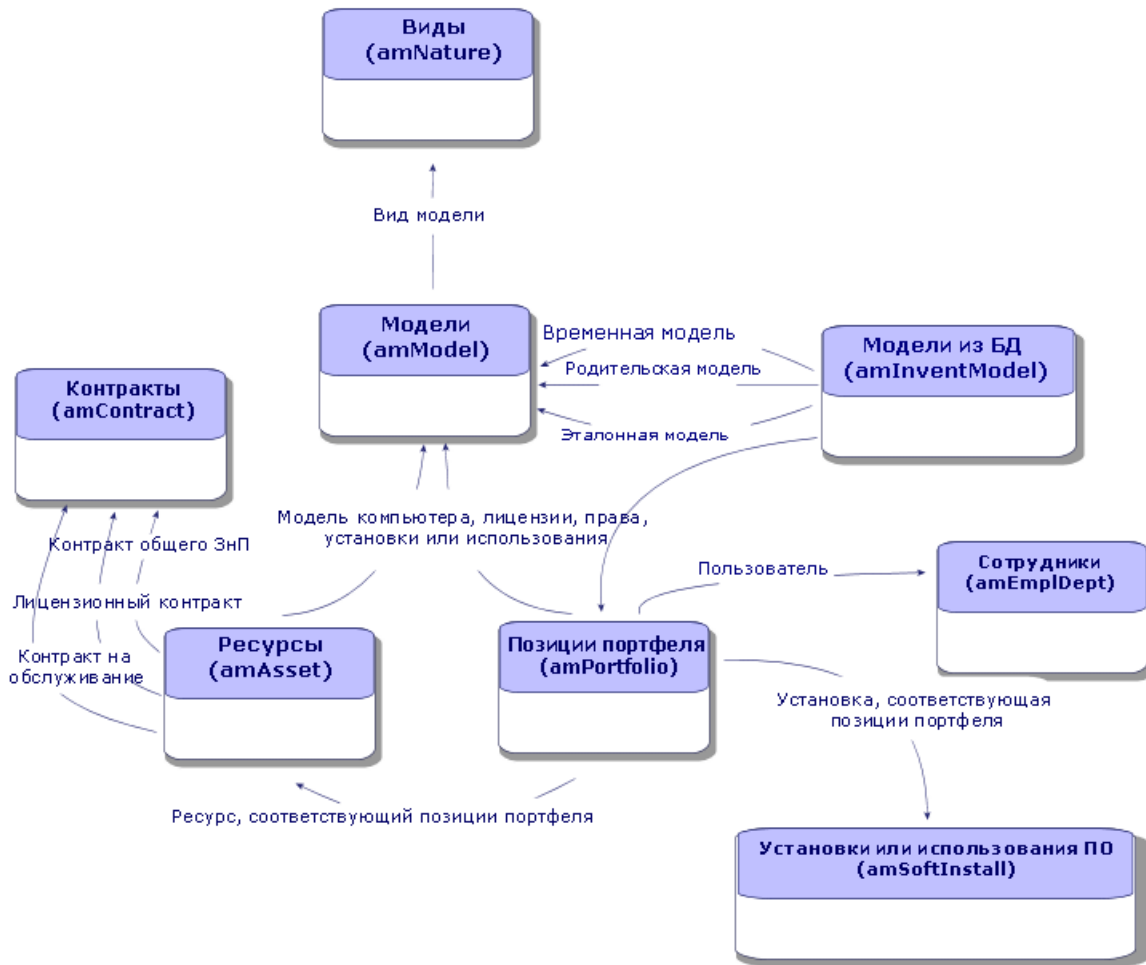 Виды
(amNature)
Вид модели
Модели
(amModel)
Временная модель
Родительская модель
Эталонная модель
Модели из БД
(amInventModel)
Контракты
(amContract)
Модель компьютера, лицензии, права,
установки или использования
Контракт общего ЗнП
Лицензионный контракт
Контракт на
обслуживание
Ресурсы
(amAsset)
Позиции портфеля
(amPortfolio)
Пользователь
Сотрудники
(amEmplDept)
Установка, соответствующая
позиции портфеля
Ресурс, соответствующий позиции портфеля
Установки или использования ПО
(amSoftInstall)